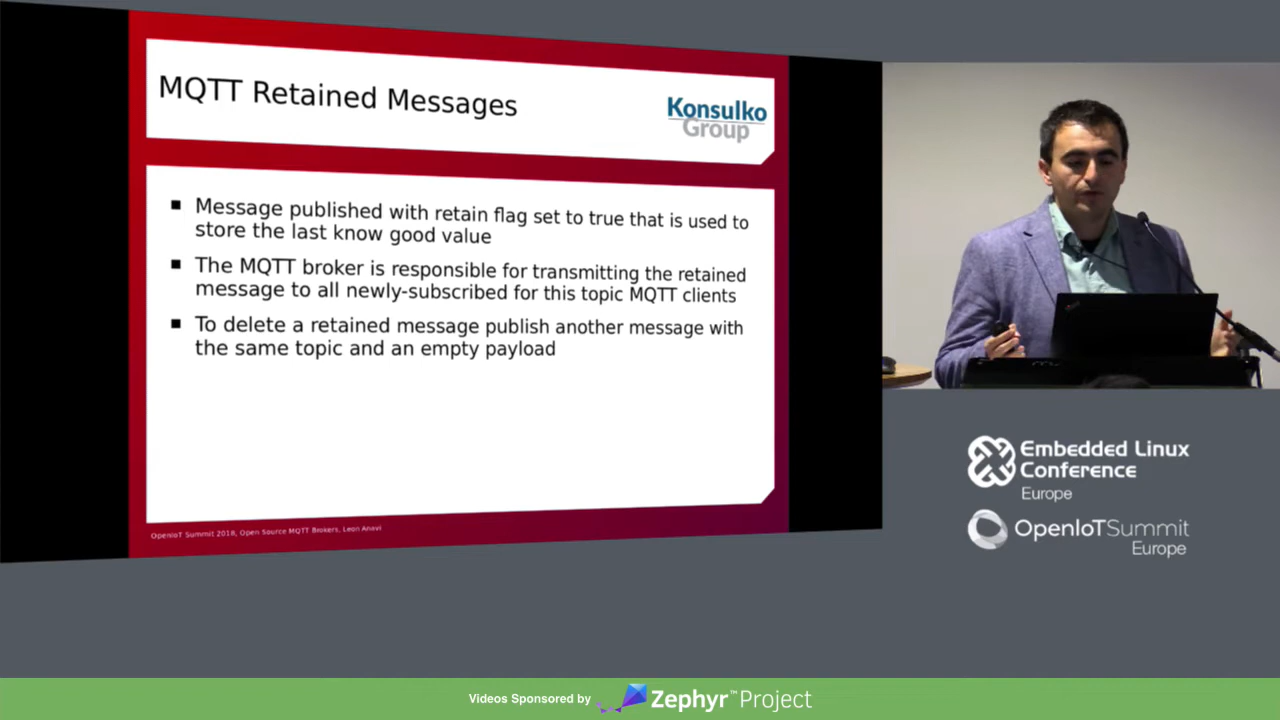 MQTT Retained Messages
Konsulko
Group
Message published with retain flag set to true that is used to
store the last know good value
The MQTT broker is responsible for transmitting the retained
message to all newly-subscribed for this topic MQTT clients
To delete a retained message publish another message with
the same topic and an empty payload
OpenIoT Summit 2018, Open Source MQTT Brokers, Leon Anavi
Embedded Linux
Conference
Europe
OpenIoTSummit
Europe
Videos Sponsored by Zephyr™Project